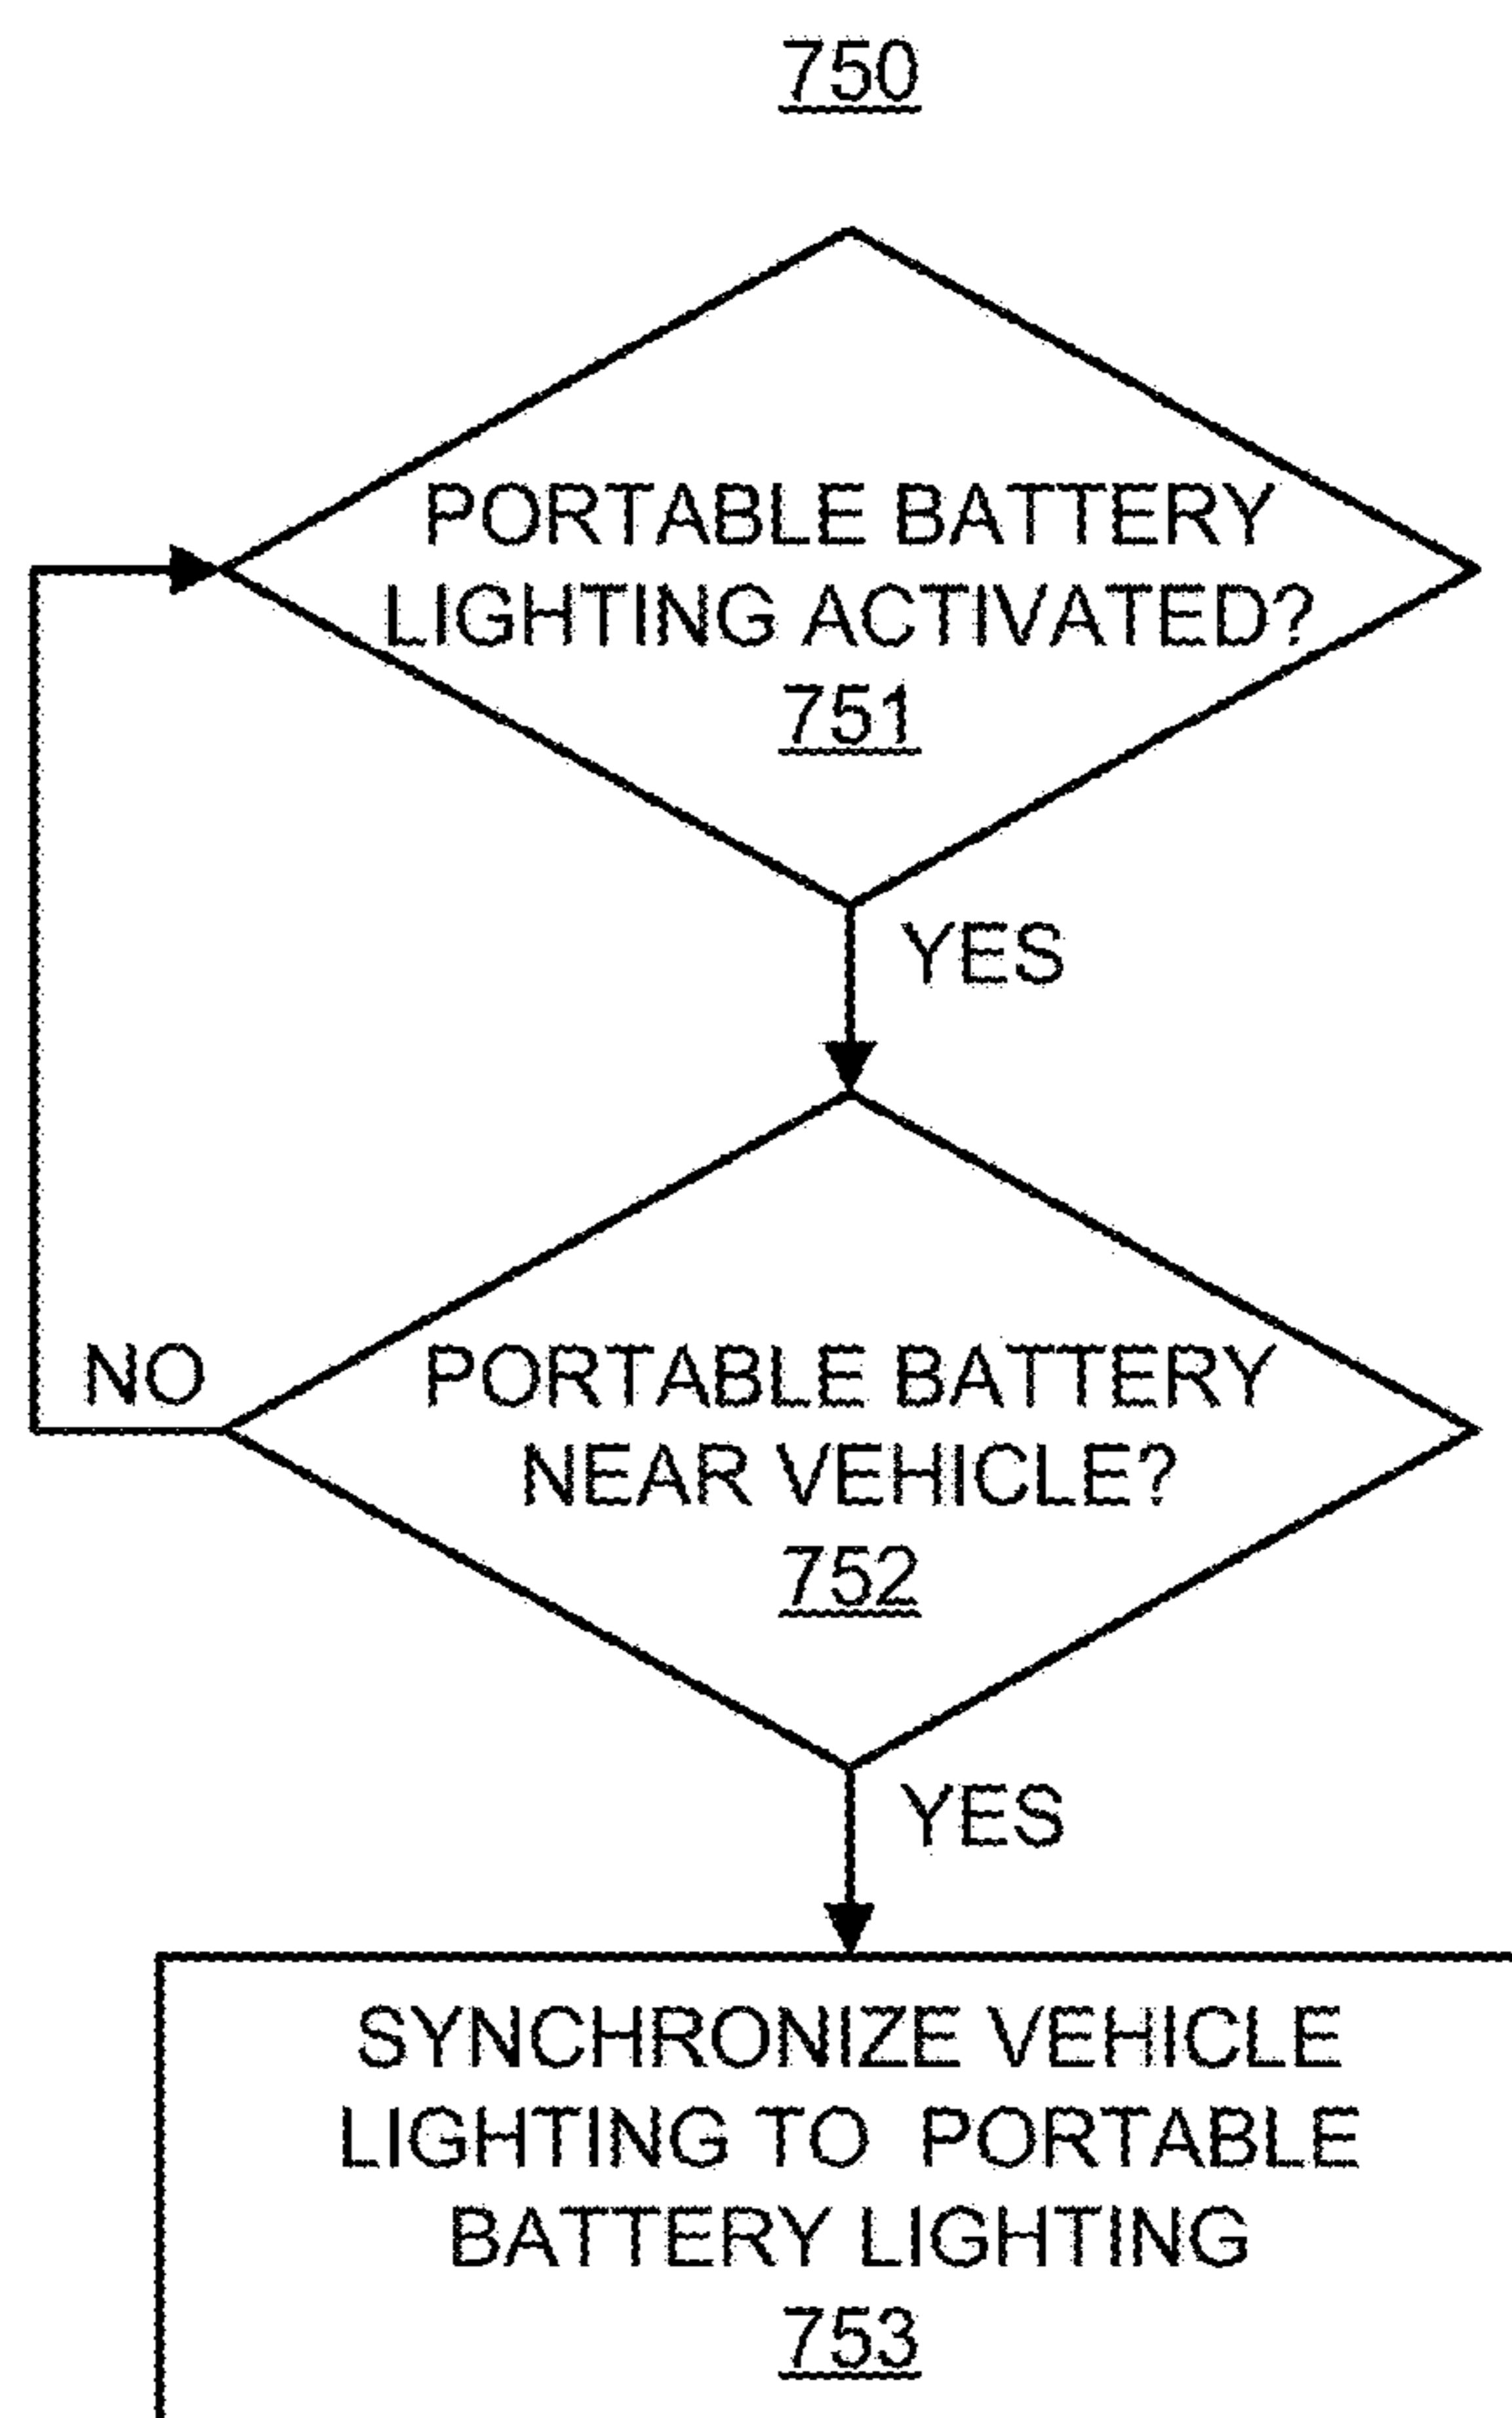 750
PORTABLE BATTERY
LIGHTING ACTIVATED?
751
YES
NO
PORTABLE BATTERY
NEAR VEHICLE?
752
YES
SYNCHRONIZE VEHICLE
LIGHTING TO PORTABLE
BATTERY LIGHTING
753